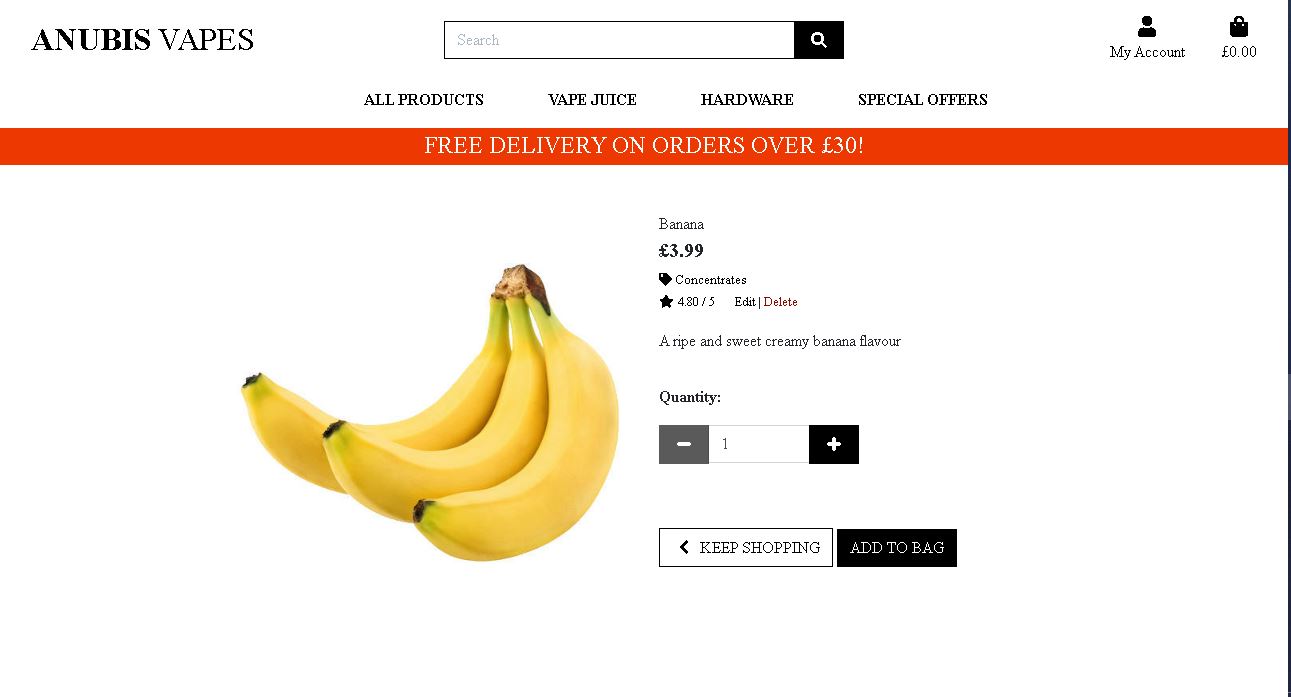 ANUBIS VAPES
Search
My Account
£0.00
ALL PRODUCTS
VAPE JUICE
HARDWARE
SPECIAL OFFERS
FREE DELIVERY ON ORDERS OVER £30!
Banana
£3.99
Concentrates
4.80 / 5 Edit | Delete
A ripe and sweet creamy banana flavour
Quantity:
1
KEEP SHOPPING
ADD TO BAG